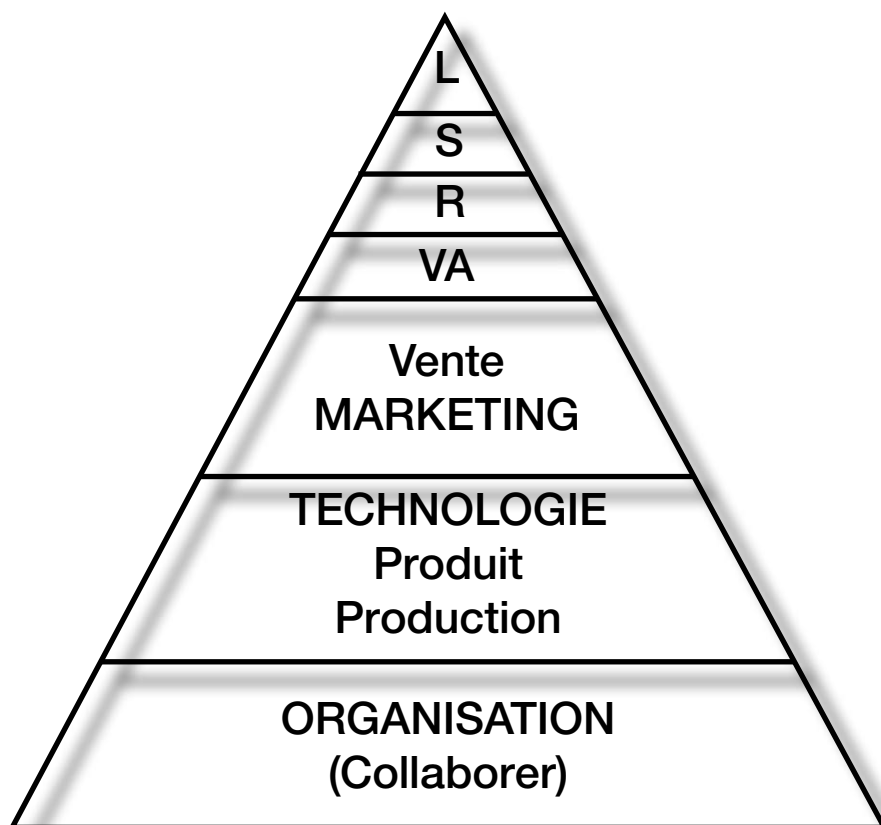 L
S
R
VA
Vente
MARKETING
TECHNOLOGIE
Produit
Production
ORGANISATION
(Collaborer)